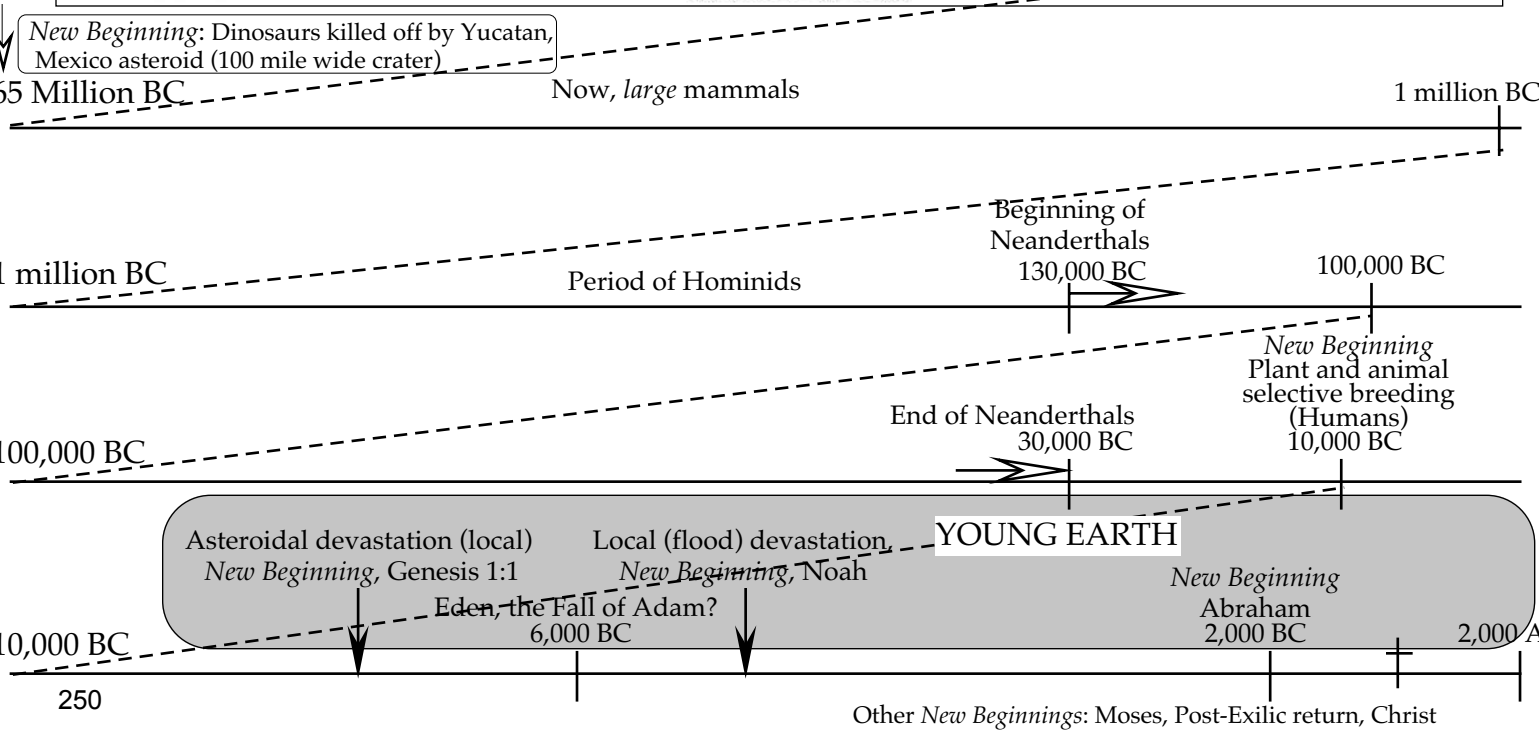 New Beginning: Dinosaurs killed off by Yucatan,
Mexico asteroid (100 mile wide crater)
65 Million BC
Now, large mammals
1 million BC
Beginning of
Neanderthals
130,000 BC
100,000 BC
1 million BC
Period of Hominids
New Beginning
Plant and animal
selective breeding
(Humans)
10,000 BC
End of Neanderthals
30,000 BC
100,000 BC
YOUNG EARTH
Asteroidal devastation (local)
New Beginning, Genesis 1:1
Local (flood) devastation,
New Beginning, Noah
Eden, the Fall of Adam?
6,000 BC
New Beginning
Abraham
2,000 BC
2,000 A
10,000 BC
250
Other New Beginnings: Moses, Post-Exilic return, Christ